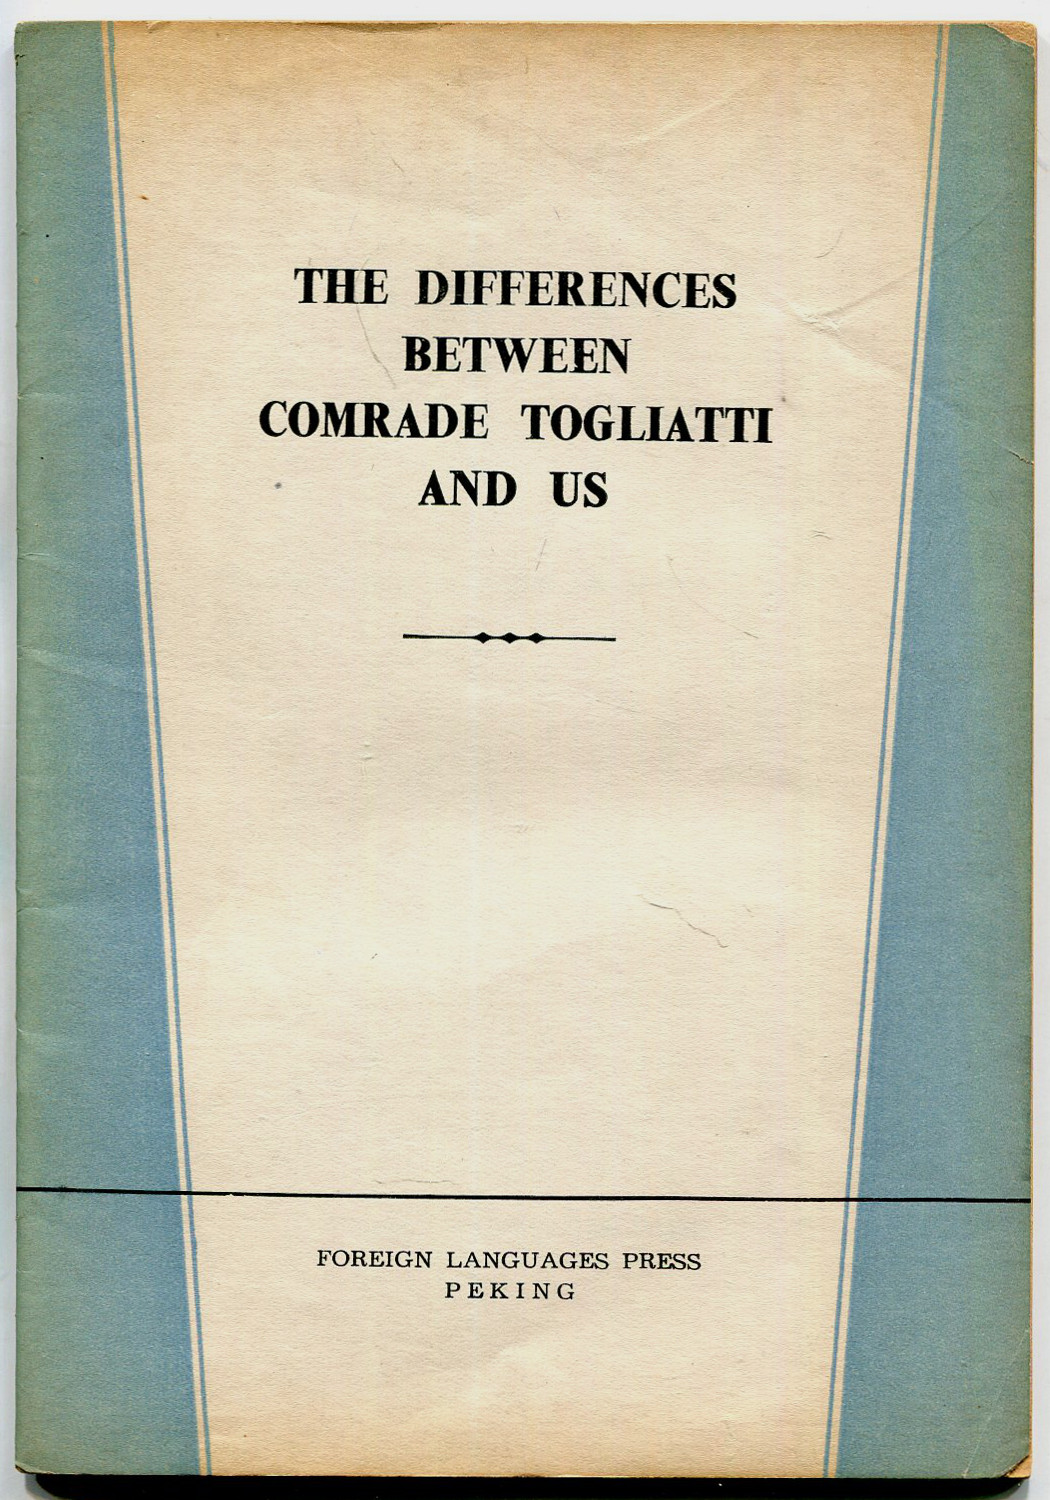 THE DIFFERENCES
BETWEEN
COMRADE TOGLIATTI
AND US
FOREIGN LANGUAGES PRESS
PEKING